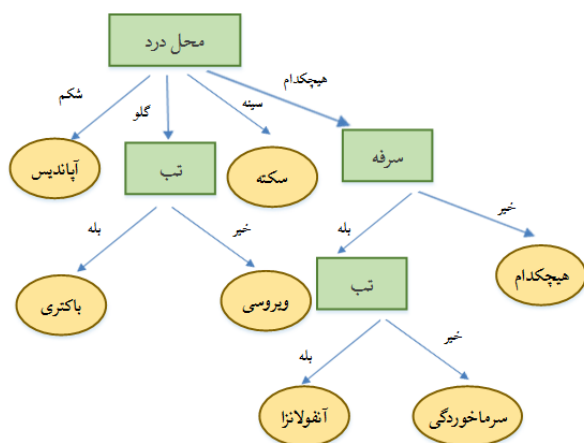 محل درد
هیچکدام
سینه
گلو
شکم
سرفه
سکته
تب
آپاندیس
خیر
بله
خیر
بله
هیچکدام
تب
ویروسی
باکتری
خیر
بله
سرماخوردگی
آنفولانزا